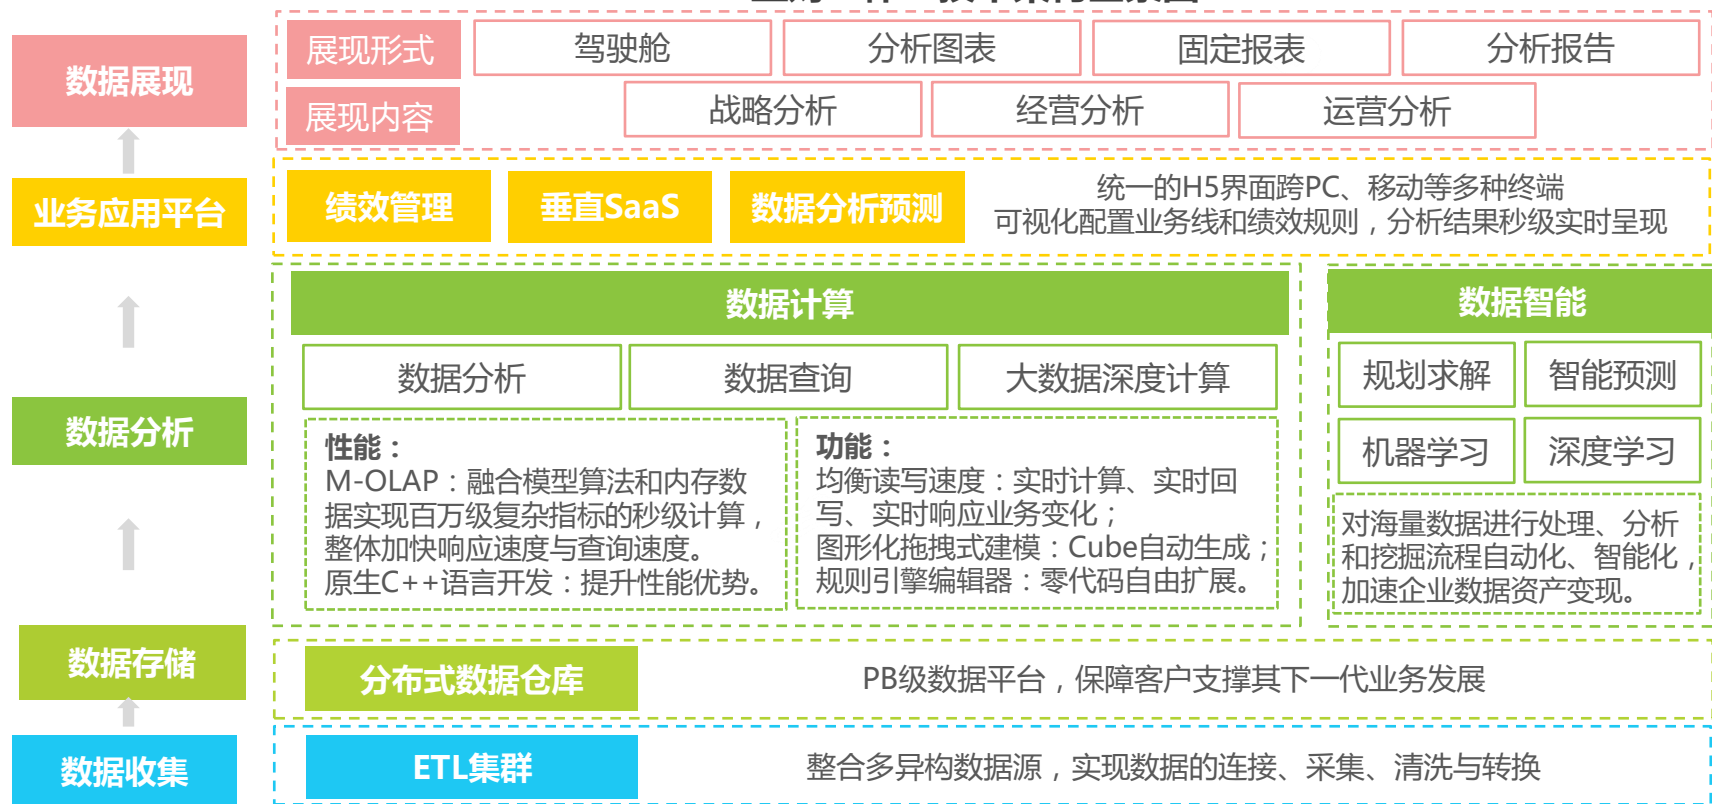 展现形式
驾驶舱
分析图表
固定报表
分析报告
数据展现
展现内容
战略分析
经营分析
运营分析
业务应用平台
绩效管理
垂直SaaS
数据分析预测
统一的H5界面跨PC、移动等多种终端
可视化配置业务线和绩效规则，分析结果秒级实时呈现
数据计算
数据智能
数据分析
数据查询
大数据深度计算
规划求解
智能预测
数据分析
机器学习
深度学习
性能：
M-OLAP：融合模型算法和内存数
据实现百万级复杂指标的秒级计算，
整体加快响应速度与查询速度。
原生C++语言开发：提升性能优势。
功能：
均衡读写速度：实时计算、实时回
写、实时响应业务变化；
图形化拖拽式建模：Cube自动生成；
规则引擎编辑器：零代码自由扩展。
对海量数据进行处理、分析
和挖掘流程自动化、智能化，
加速企业数据资产变现。
数据存储
分布式数据仓库
PB级数据平台，保障客户支撑其下一代业务发展
数据收集
ETL集群
整合多异构数据源，实现数据的连接、采集、清洗与转换